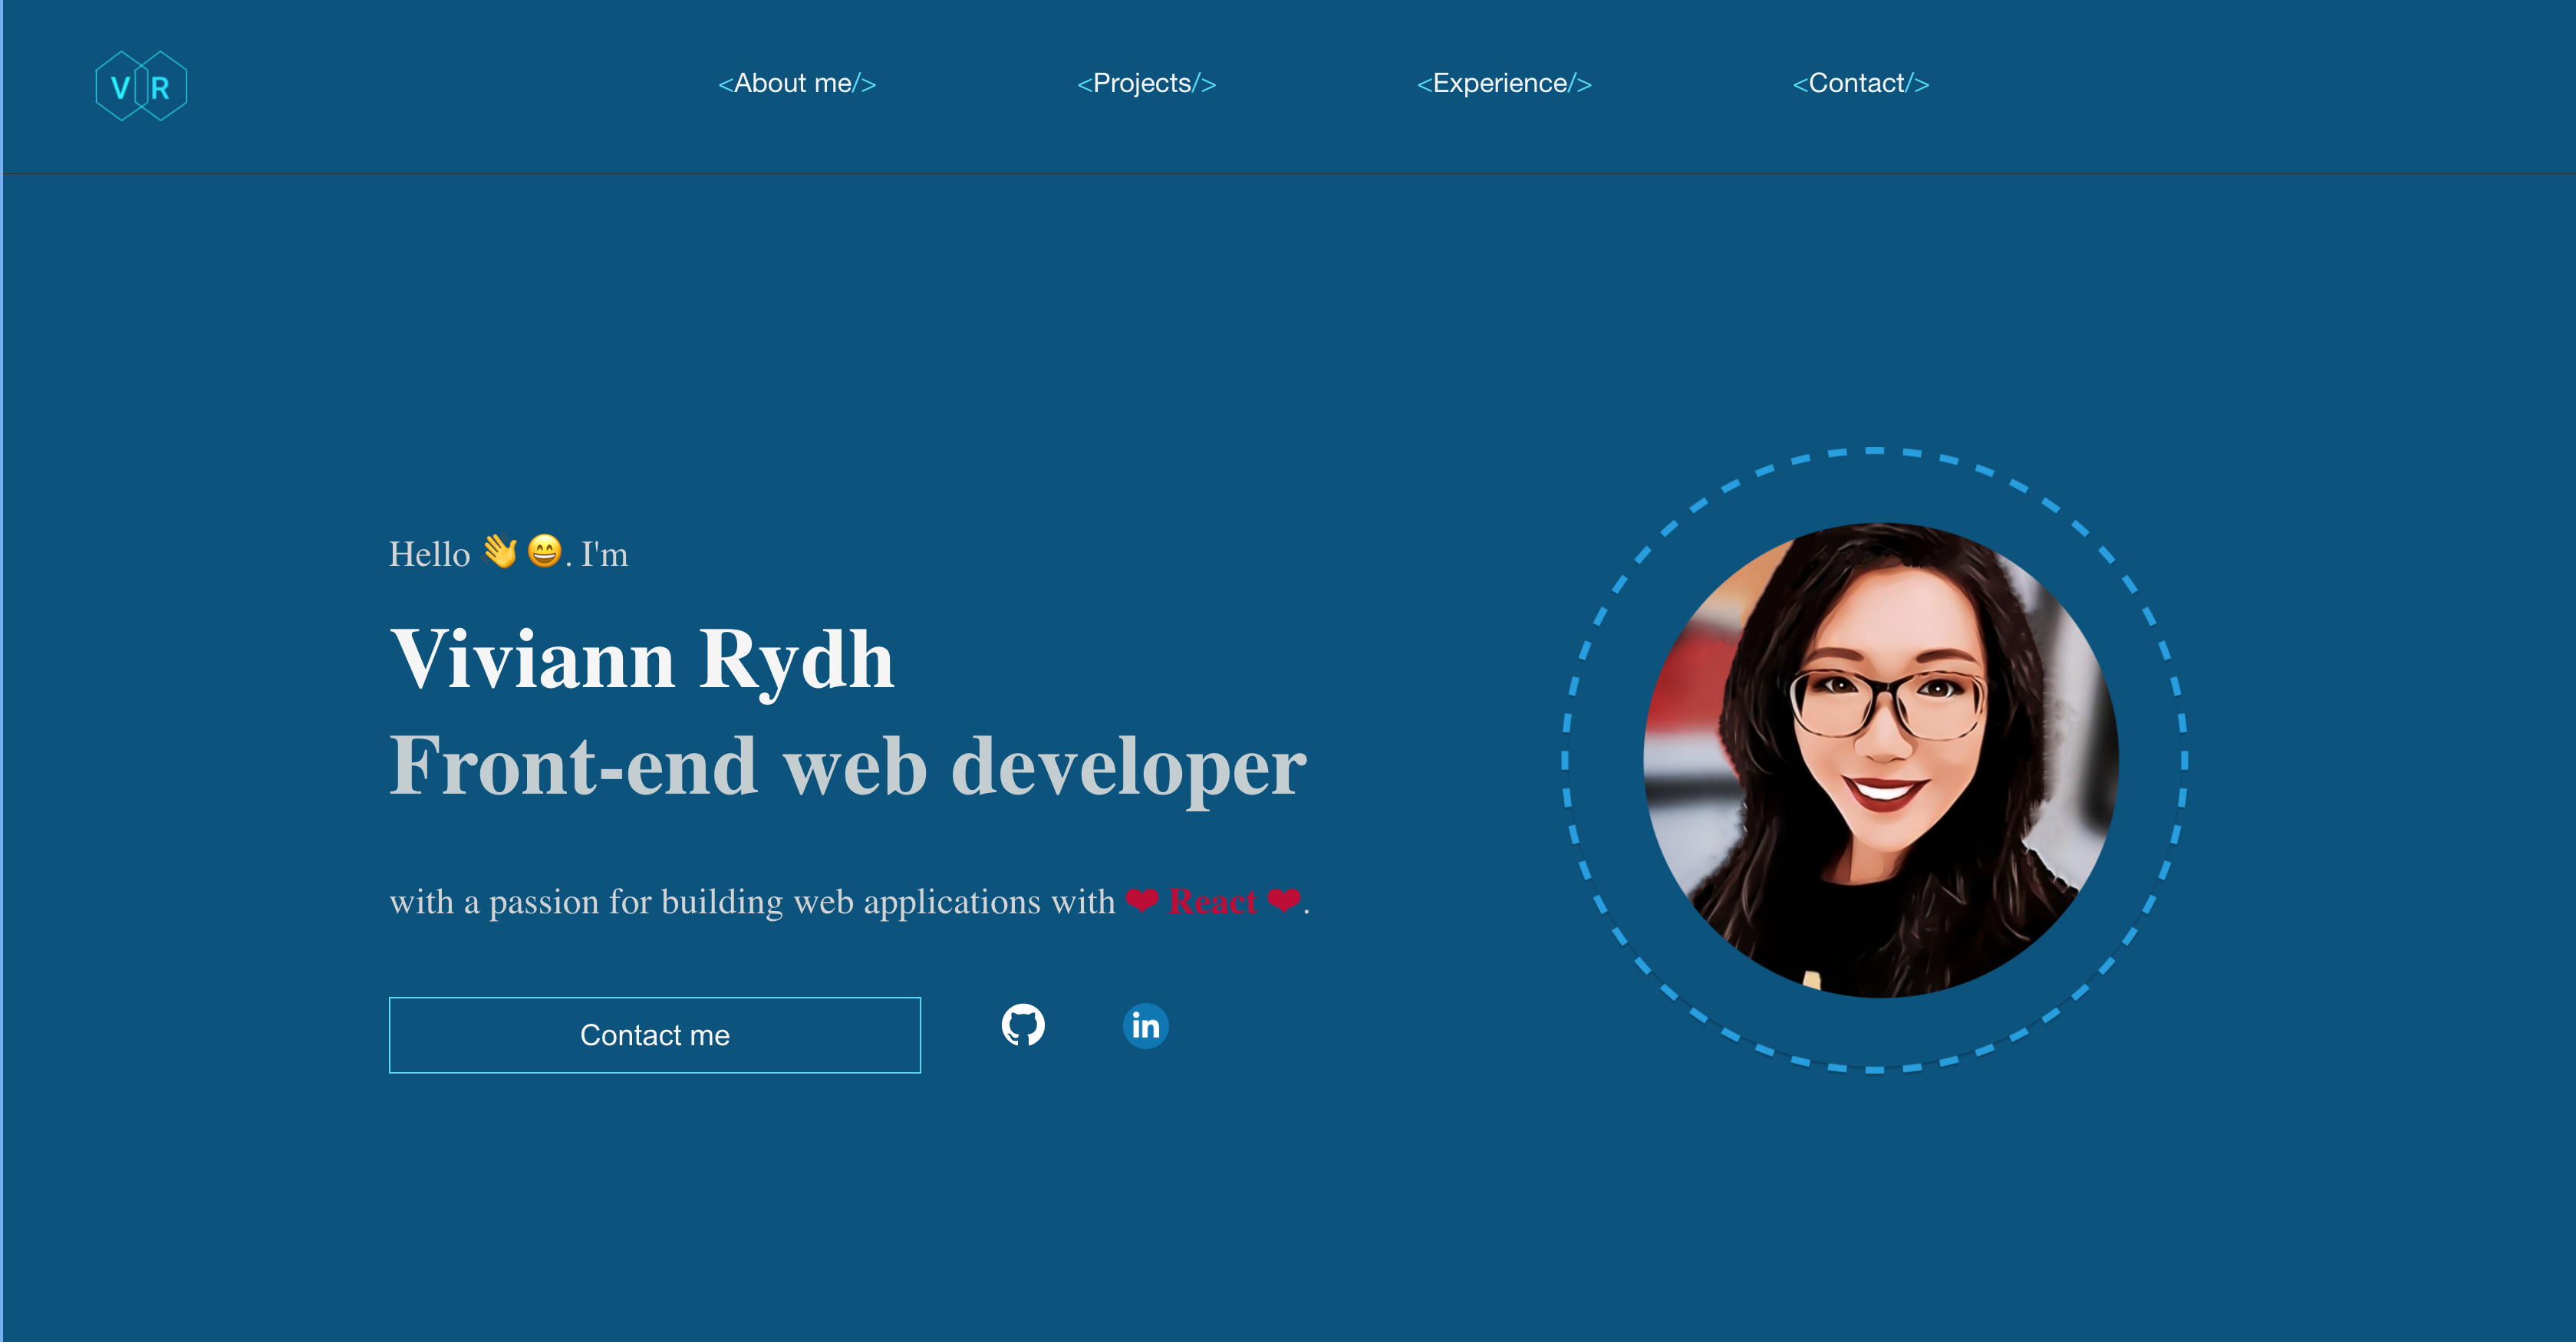 V R
<About me/> <Projects/> <Experience/> <Contact/>
Hello 👋 😄. I'm
Viviann Rydh
Front-end web developer
with a passion for building web applications with ❤ React ❤.
Contact me
in